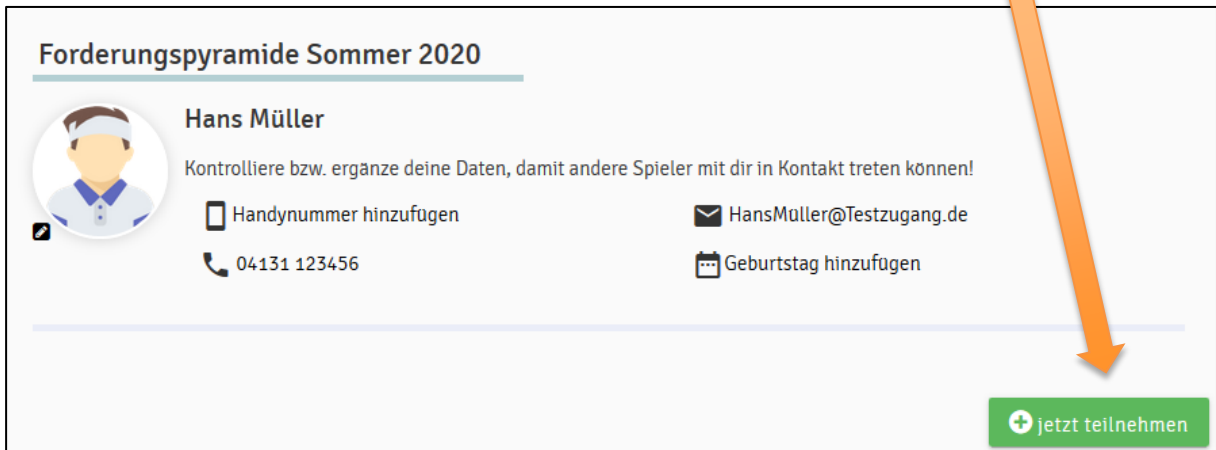 Forderungspyramide Sommer 2020
Hans Müller
Kontrolliere bzw. ergänze deine Daten, damit andere Spieler mit dir in Kontakt treten können!
Handynummer hinzufügen
HansMüller@Testzugang.de
04131 123456
Geburtstag hinzufügen
jetzt teilnehmen